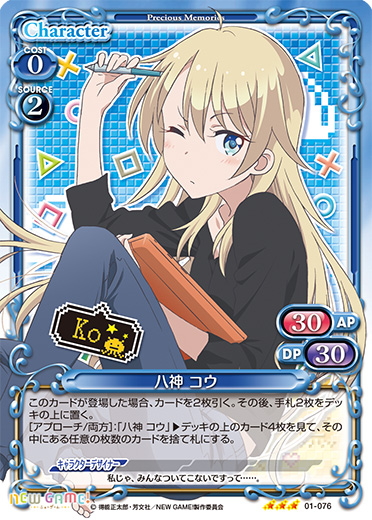 Precious Memories
Character
COST
0
SOURCE
2
Ko
30 AP
DP 30
八神 コウ
このカードが登場した場合、カードを2枚引く。その後、手札2枚をデッ
キの上に置く。
[アプローチ/両方]:「八神 コウ」▶デッキの上のカード4枚を見て、その
中にある任意の枚数のカードを捨て札にする。
キャラクターデザイナー
私じゃ、みんなついてこないですって……。
NEW GAME!
© 得能正太郎・芳文社/NEW GAME!製作委員会
★★★ 01-076